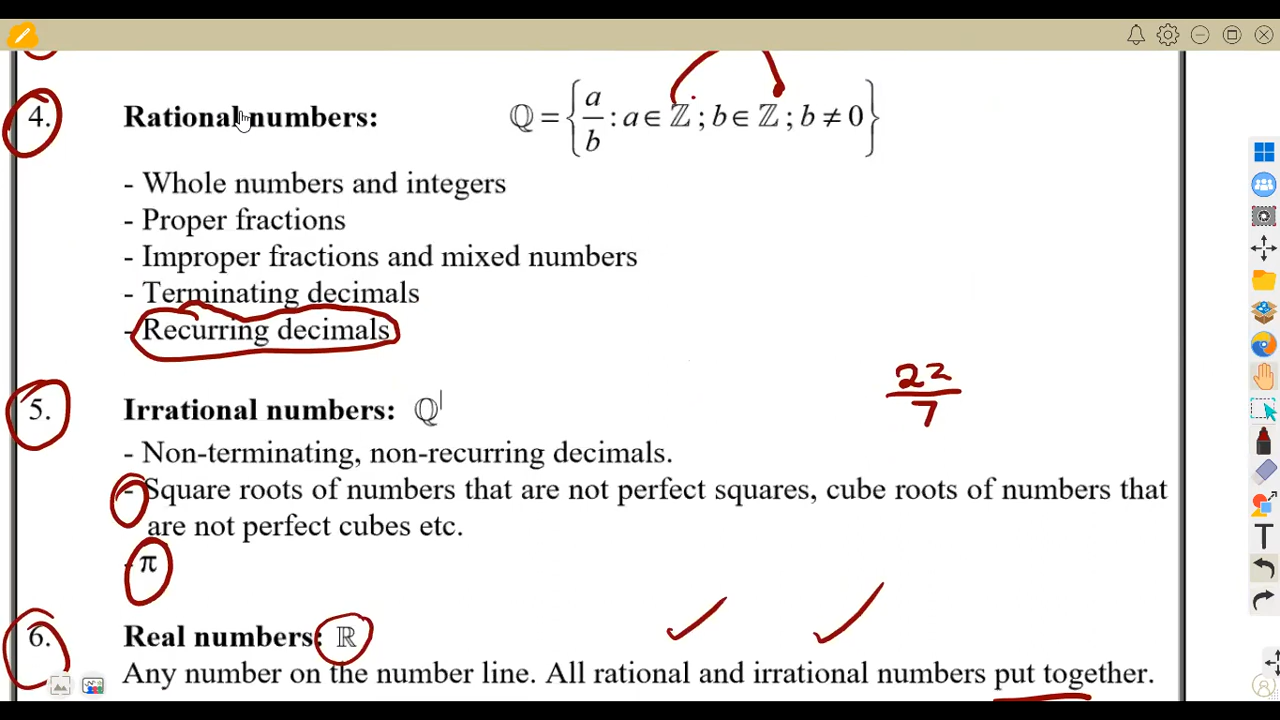 4. Rational numbers: ℚ = { a/b : a ∈ ℤ ; b ∈ ℤ ; b ≠ 0 }
- Whole numbers and integers
- Proper fractions
- Improper fractions and mixed numbers
- Terminating decimals
- Recurring decimals
22/7
5. Irrational numbers: ℚ|
- Non-terminating, non-recurring decimals.
- Square roots of numbers that are not perfect squares, cube roots of numbers that
are not perfect cubes etc.
- π
6. Real numbers: ℝ
Any number on the number line. All rational and irrational numbers put together.
T